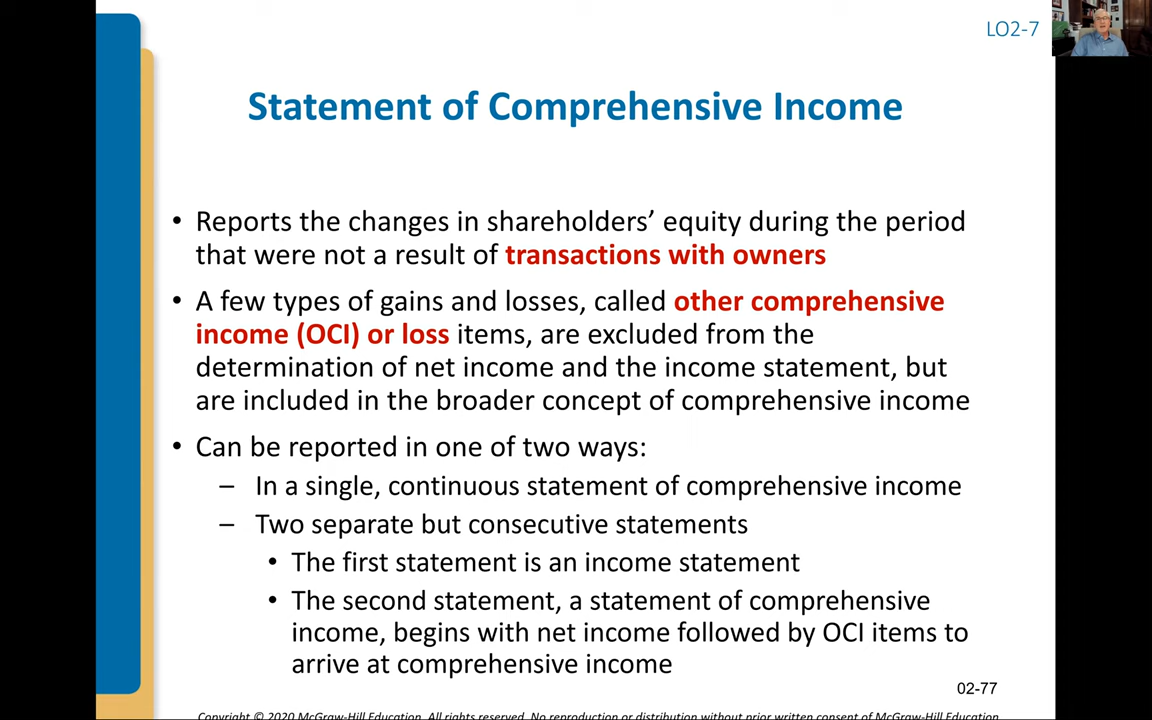 LO2-7
Statement of Comprehensive Income
• Reports the changes in shareholders’ equity during the period
that were not a result of transactions with owners
• A few types of gains and losses, called other comprehensive
income (OCI) or loss items, are excluded from the
determination of net income and the income statement, but
are included in the broader concept of comprehensive income
• Can be reported in one of two ways:
– In a single, continuous statement of comprehensive income
– Two separate but consecutive statements
• The first statement is an income statement
• The second statement, a statement of comprehensive
income, begins with net income followed by OCI items to
arrive at comprehensive income
02-77
Copyright © 2020 McGraw-Hill Education. All rights reserved. No reproduction or distribution without prior written consent of McGraw-Hill Education.